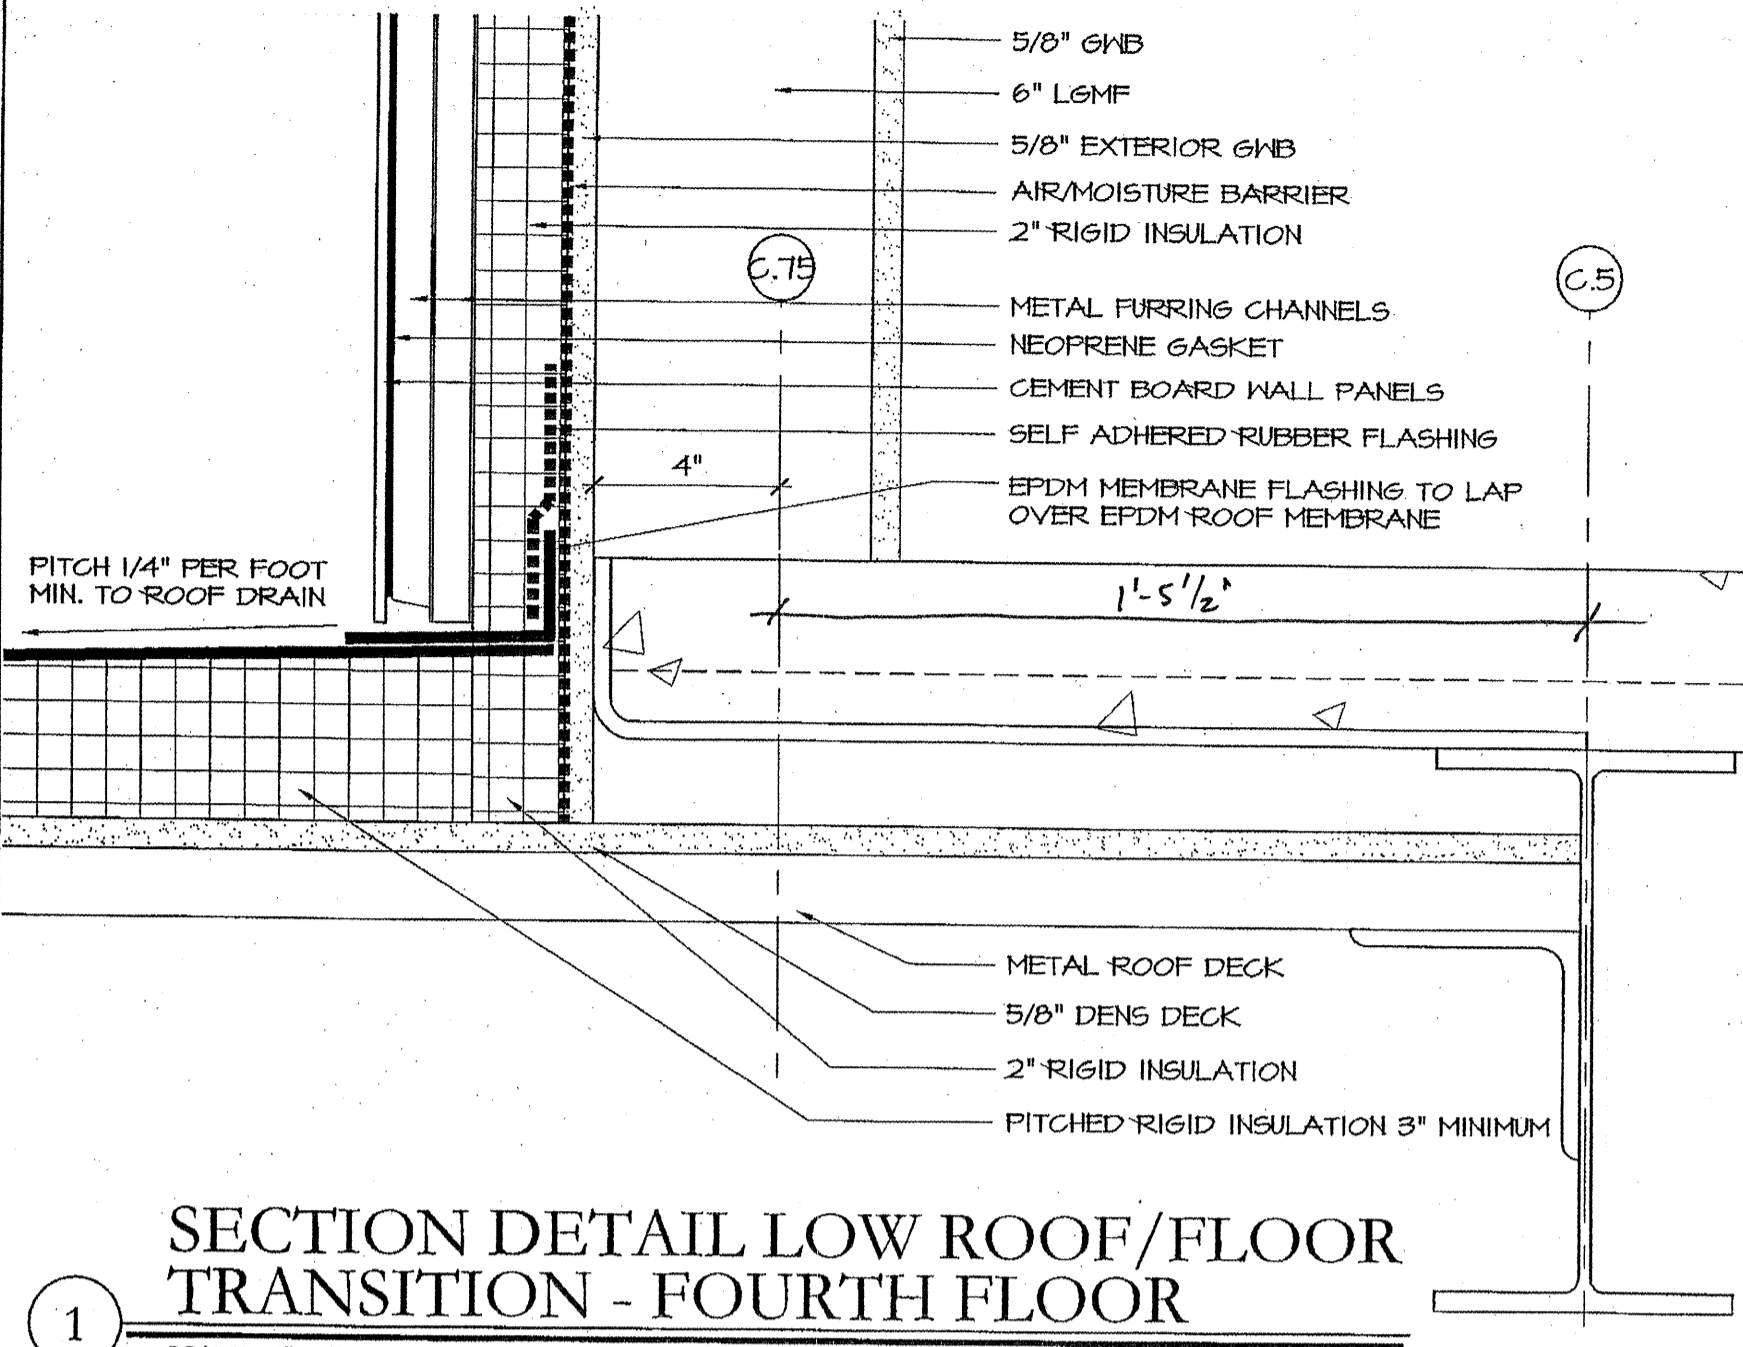 5/8" GWB
6" LGMF
5/8" EXTERIOR GWB
AIR/MOISTURE BARRIER
2" RIGID INSULATION
C.75
C.5
METAL FURRING CHANNELS
NEOPRENE GASKET
CEMENT BOARD WALL PANELS
SELF ADHERED RUBBER FLASHING
4"
EPDM MEMBRANE FLASHING TO LAP
OVER EPDM ROOF MEMBRANE
PITCH 1/4" PER FOOT
MIN. TO ROOF DRAIN
1'-5 1/2"
METAL ROOF DECK
5/8" DENS DECK
2" RIGID INSULATION
PITCHED RIGID INSULATION 3" MINIMUM
SECTION DETAIL LOW ROOF/FLOOR
TRANSITION - FOURTH FLOOR
1